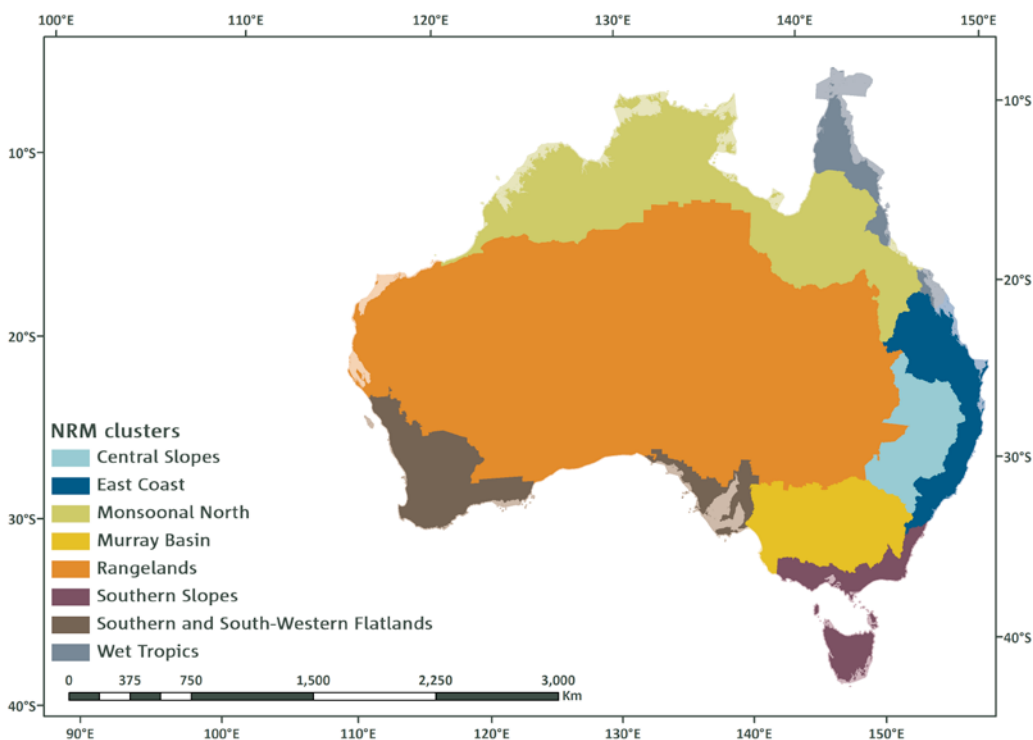 100°E 110°E 120°E 130°E 140°E 150°E
10°S
10°S
20°S
20°S
NRM clusters
Central Slopes
East Coast
30°S
Monsoonal North
30°S
Murray Basin
Rangelands
Southern Slopes
Southern and South-Western Flatlands
40°S
Wet Tropics
0 375 750 1,500 2,250 3,000
Km
40°S
90°E 100°E 110°E 120°E 130°E 140°E 150°E